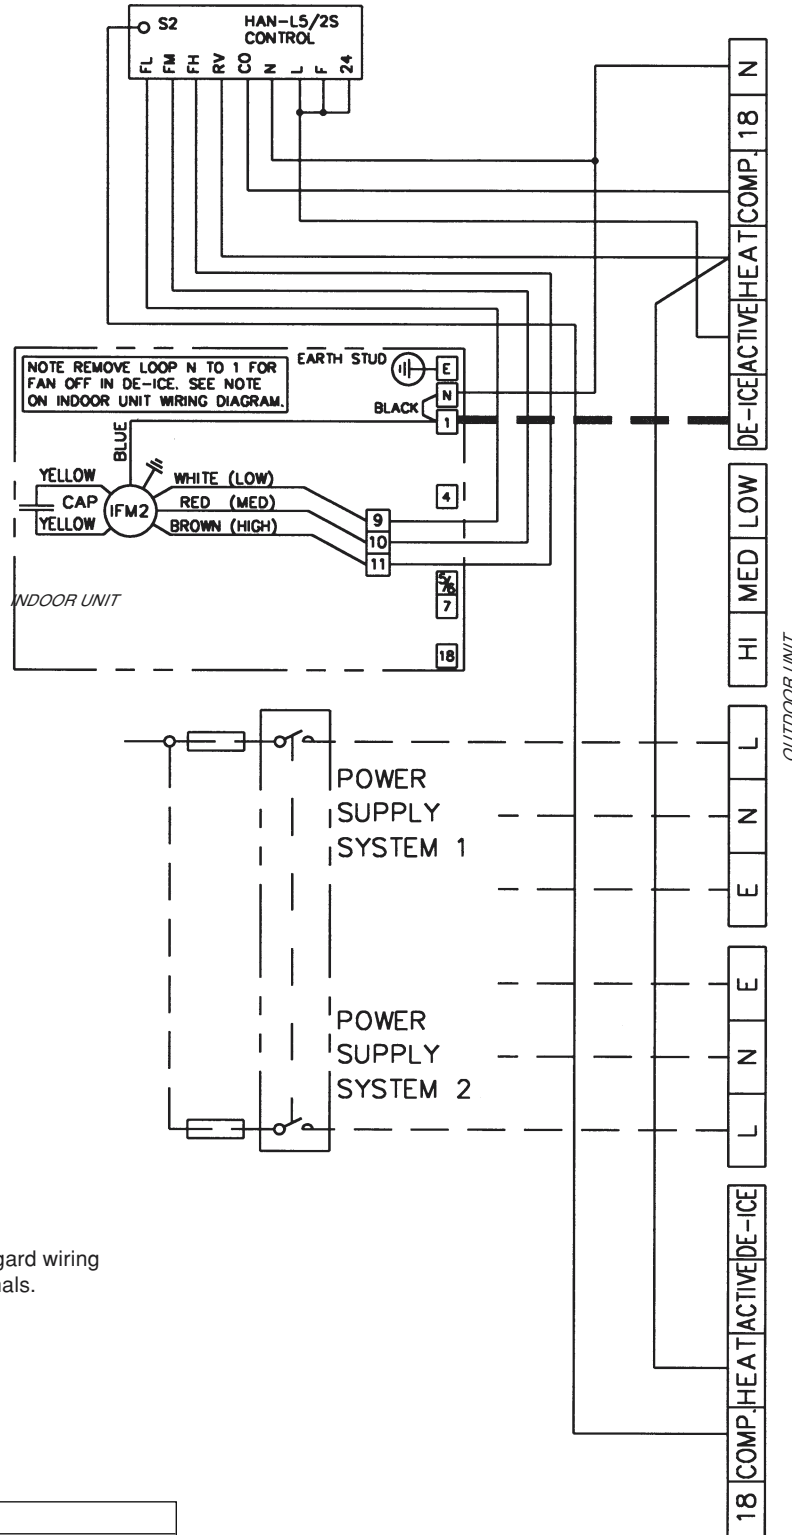 S2 HAN-L5/2S
CONTROL
FL FM FH RV CO N L F 24
N
18
COMP.
HEAT
ACTIVE
DE-ICE
NOTE REMOVE LOOP N TO 1 FOR
FAN OFF IN DE-ICE. SEE NOTE
ON INDOOR UNIT WIRING DIAGRAM.
EARTH STUD
E
N
BLACK
1
BLUE
YELLOW
CAP
YELLOW
IFM2
WHITE (LOW)
RED (MED)
BROWN (HIGH)
9
10
11
4
5/6
7
18
INDOOR UNIT
LOW
MED
HI
OUTDOOR UNIT
POWER
SUPPLY
SYSTEM 1
L
N
E
POWER
SUPPLY
SYSTEM 2
E
N
L
gard wiring
nals.
DE-ICE
ACTIVE
HEAT
COMP.
18